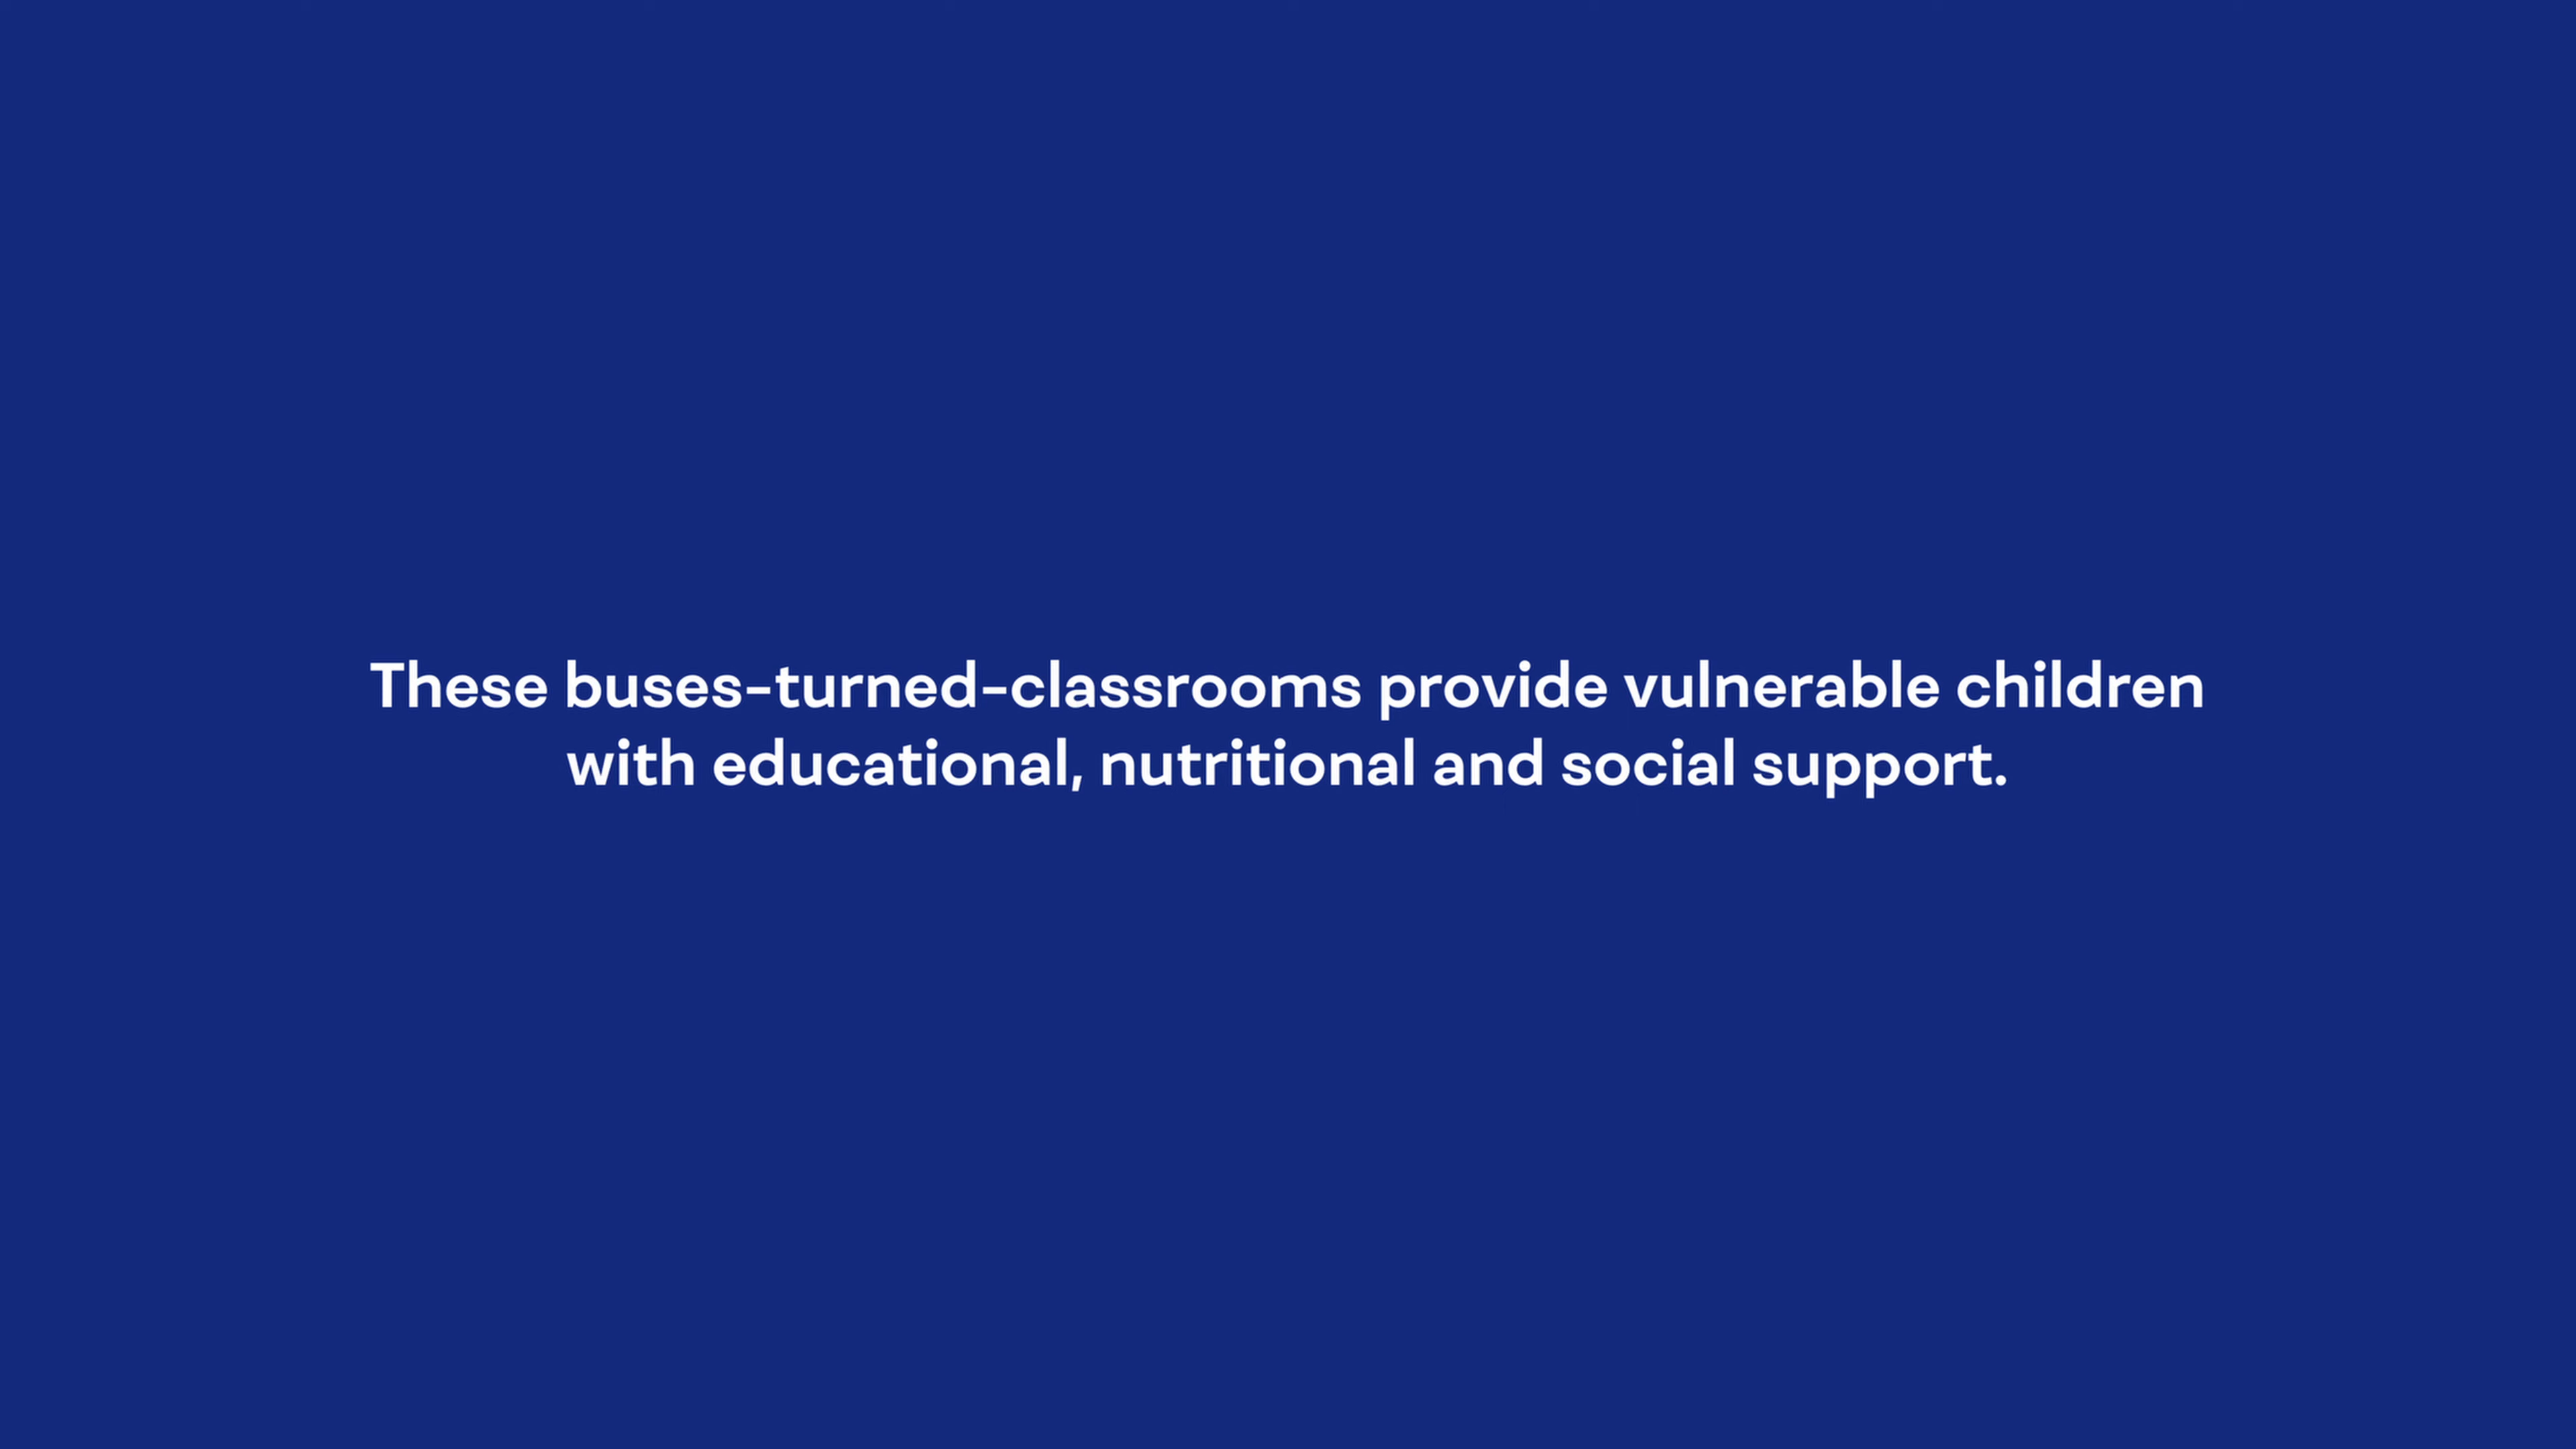 These buses-turned-classrooms provide vulnerable children
with educational, nutritional and social support.